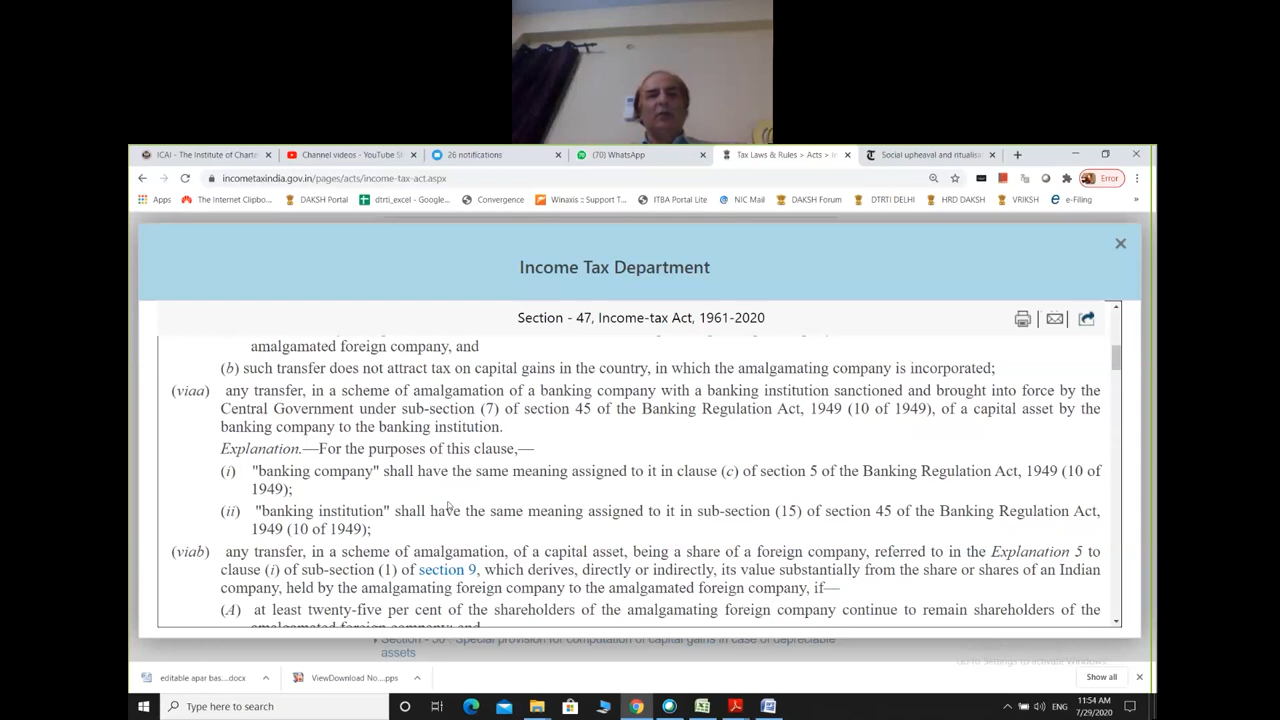 ICAI - The Institute of Charte
Channel videos - YouTube S
26 notifications
(70) WhatsApp
Tax Laws & Rules > Acts > In
Social upheaval and ritualisa
incometaxindia.gov.in/pages/acts/income-tax-act.aspx
Error
Apps
The Internet Clipbo...
DAKSH Portal
dtrti_excel - Google...
Convergence
Winaxis :: Support T...
ITBA Portal Lite
NIC Mail
DAKSH Forum
DTRTI DELHI
HRD DAKSH
VRIKSH
e-Filing
»
Income Tax Department
Section - 47, Income-tax Act, 1961-2020
amalgamated foreign company, and
(b) such transfer does not attract tax on capital gains in the country, in which the amalgamating company is incorporated;
(viaa) any transfer, in a scheme of amalgamation of a banking company with a banking institution sanctioned and brought into force by the
Central Government under sub-section (7) of section 45 of the Banking Regulation Act, 1949 (10 of 1949), of a capital asset by the
banking company to the banking institution.
Explanation.—For the purposes of this clause,—
(i) "banking company" shall have the same meaning assigned to it in clause (c) of section 5 of the Banking Regulation Act, 1949 (10 of
1949);
(ii) "banking institution" shall have the same meaning assigned to it in sub-section (15) of section 45 of the Banking Regulation Act,
1949 (10 of 1949);
(viab) any transfer, in a scheme of amalgamation, of a capital asset, being a share of a foreign company, referred to in the Explanation 5 to
clause (i) of sub-section (1) of section 9, which derives, directly or indirectly, its value substantially from the share or shares of an Indian
company, held by the amalgamating foreign company to the amalgamated foreign company, if—
(A) at least twenty-five per cent of the shareholders of the amalgamating foreign company continue to remain shareholders of the
amalgamated foreign company; and
Section - 50 : Special provision for computation of capital gains in case of depreciable
assets
Go to Settings to activate Windows.
editable apar bas....docx
ViewDownload No....pps
Show all
Type here to search
ENG
11:54 AM
7/29/2020